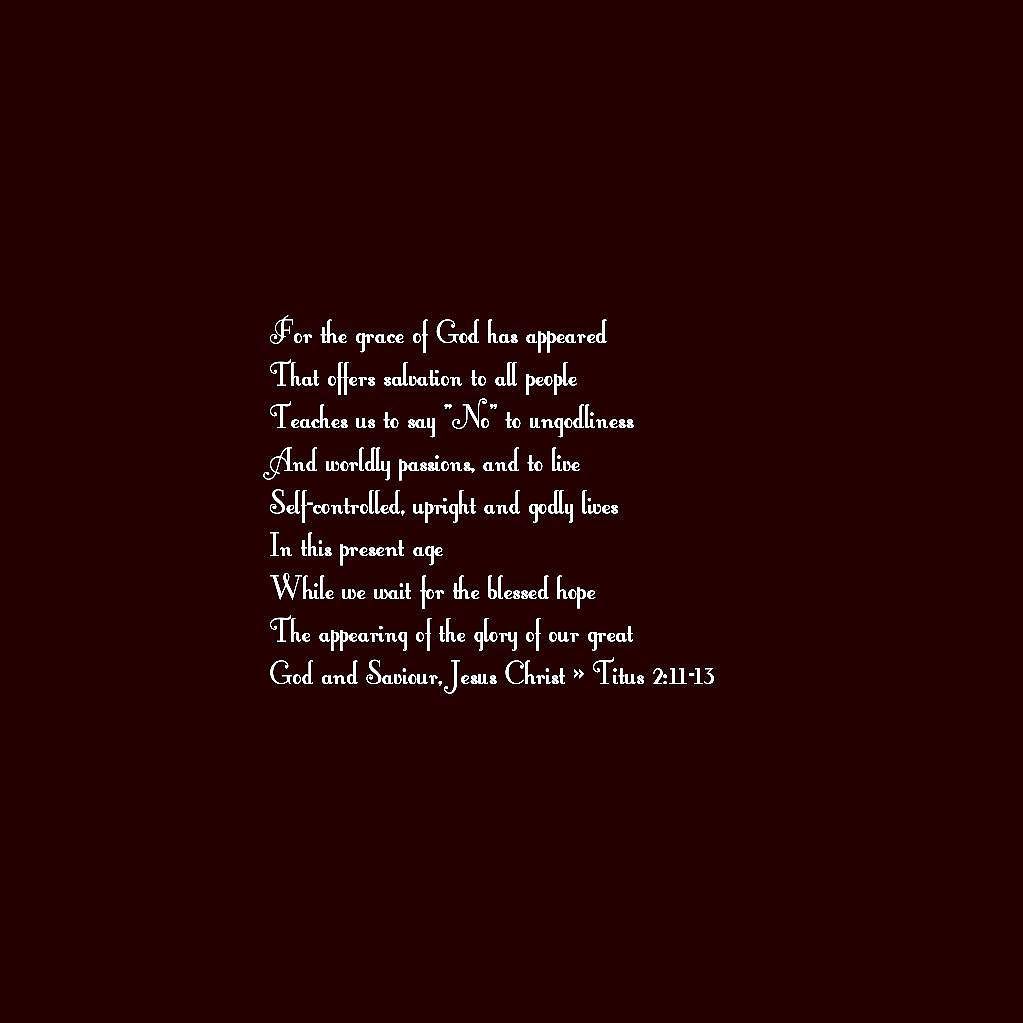 For the grace of God has appeared
That offers salvation to all people
Teaches us to say "No" to ungodliness
And worldly passions, and to live
Self-controlled, upright and godly lives
In this present age
While we wait for the blessed hope
The appearing of the glory of our great
God and Saviour, Jesus Christ » Titus 2:11-13